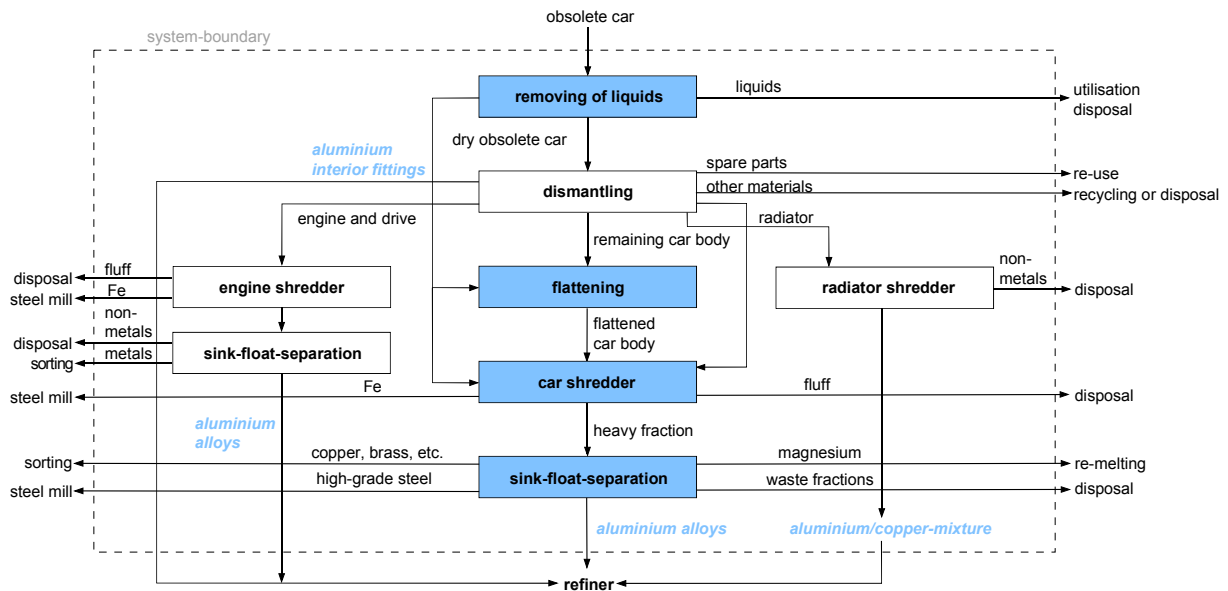 obsolete car
system-boundary
removing of liquids
liquids
utilisation
disposal
dry obsolete car
aluminium
interior fittings
spare parts
re-use
dismantling
other materials
recycling or disposal
engine and drive
radiator
remaining car body
fluff
disposal
engine shredder
flattening
radiator shredder
non-
metals
disposal
Fe
steel mill
non-
metals
disposal
metals
sorting
sink-float-separation
flattened
car body
car shredder
Fe
steel mill
fluff
disposal
aluminium
alloys
heavy fraction
copper, brass, etc.
sorting
magnesium
re-melting
sink-float-separation
high-grade steel
steel mill
waste fractions
disposal
aluminium alloys
aluminium/copper-mixture
refiner